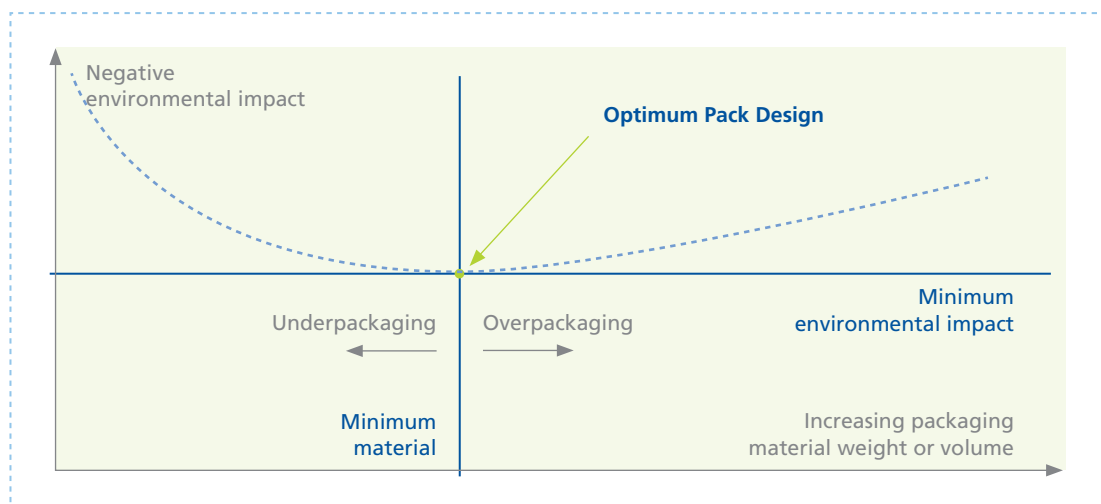 Negative
environmental impact
Optimum Pack Design
Minimum
environmental impact
Underpackaging
Overpackaging
Minimum
material
Increasing packaging
material weight or volume